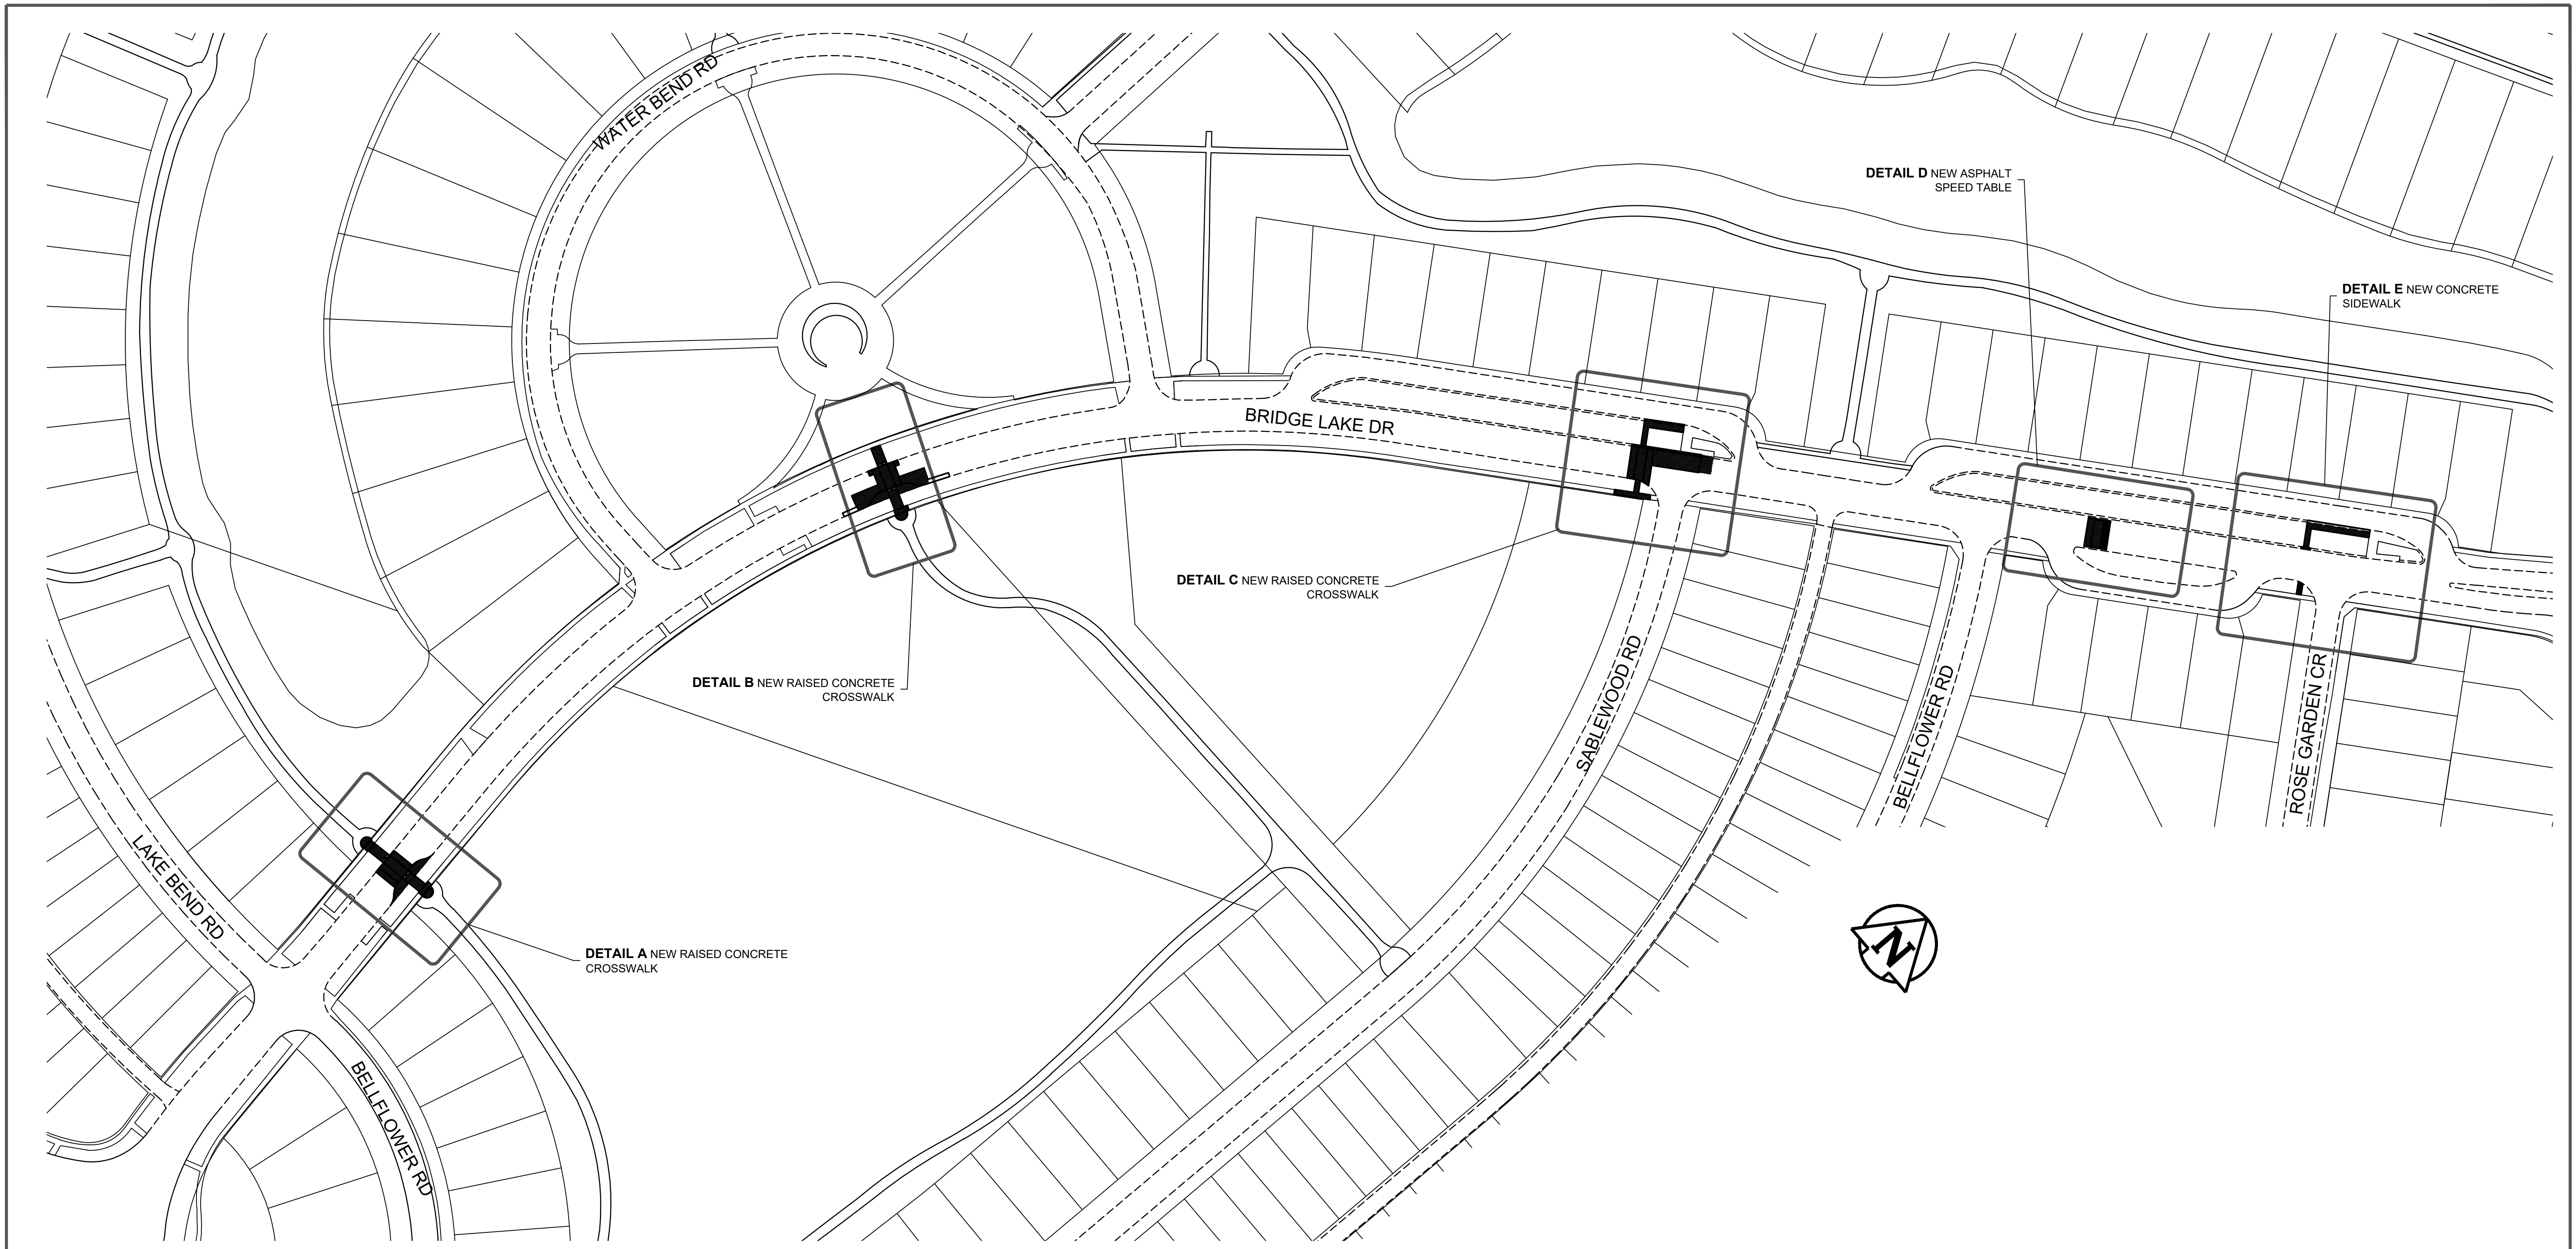 WATER BEND RD
DETAIL D NEW ASPHALT
SPEED TABLE
DETAIL E NEW CONCRETE
SIDEWALK
BRIDGE LAKE DR
DETAIL C NEW RAISED CONCRETE
CROSSWALK
DETAIL B NEW RAISED CONCRETE
CROSSWALK
SABLEWOOD RD
BELLFLOWER RD
ROSE GARDEN CR
LAKE BEND RD
DETAIL A NEW RAISED CONCRETE
CROSSWALK
N
BELLFLOWER RD